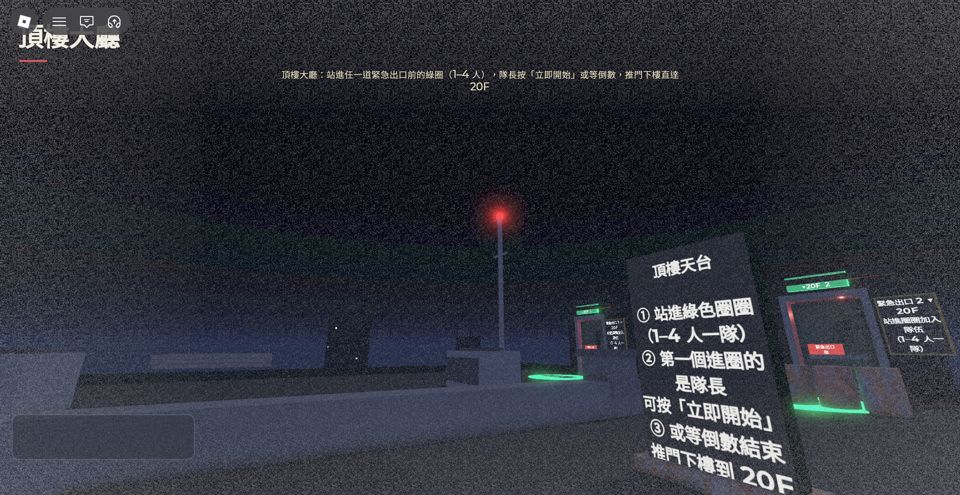 頂樓大廳
頂樓大廳：站進任一道緊急出口前的綠圈（1–4 人），隊長按「立即開始」或等倒數，推門下樓直達
20F
頂樓天台
① 站進綠色圈圈
（1–4 人一隊）
② 第一個進圈的
是隊長
可按「立即開始」
③ 或等倒數結束
推門下樓到 20F
▼20F 2
緊急出口 2 ▼
20F
站進圈圈加入
隊伍
（1–4 人一
隊）
緊急出口